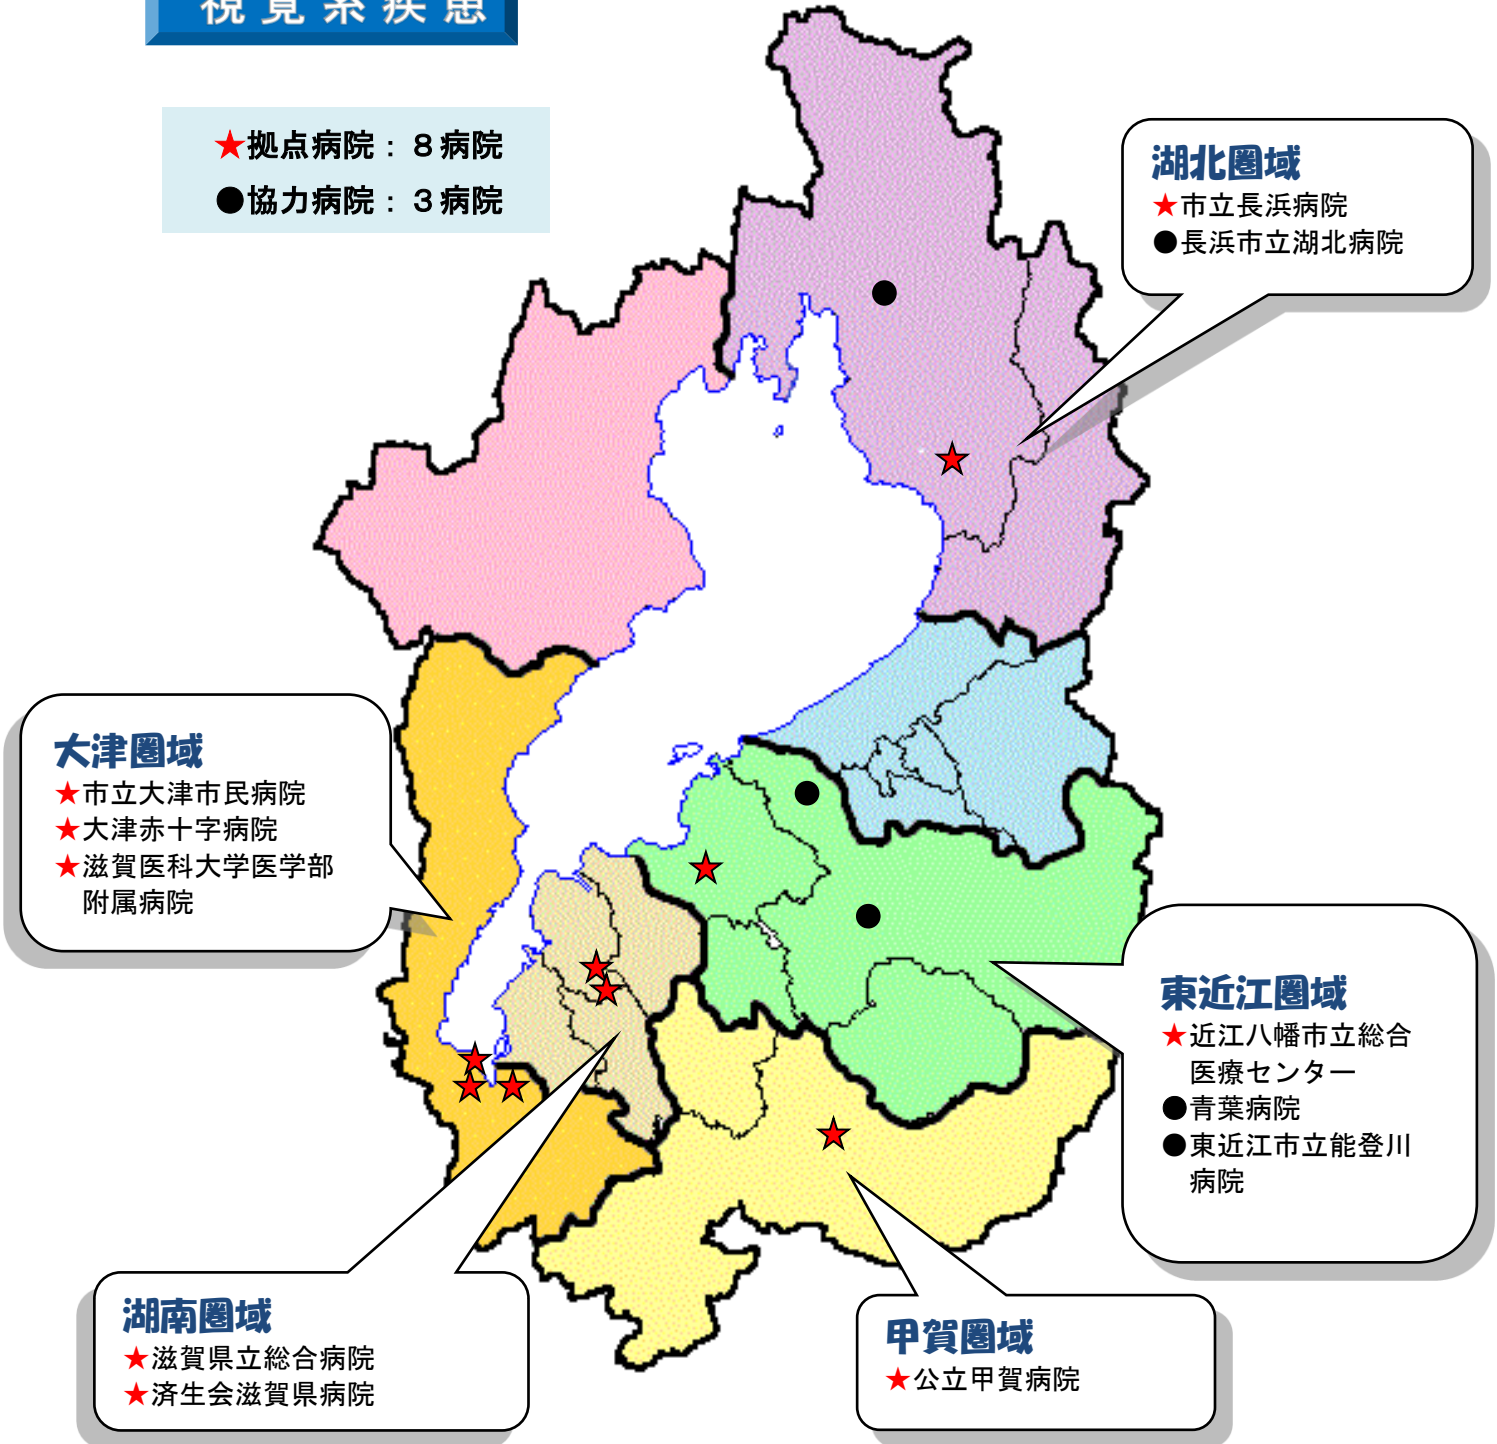 視覚系疾患
★拠点病院：８病院
●協力病院：３病院
湖北圏域
★市立長浜病院
●長浜市立湖北病院
大津圏域
★市立大津市民病院
★大津赤十字病院
★滋賀医科大学医学部
附属病院
東近江圏域
★近江八幡市立総合
医療センター
●青葉病院
●東近江市立能登川
病院
湖南圏域
★滋賀県立総合病院
★済生会滋賀県病院
甲賀圏域
★公立甲賀病院